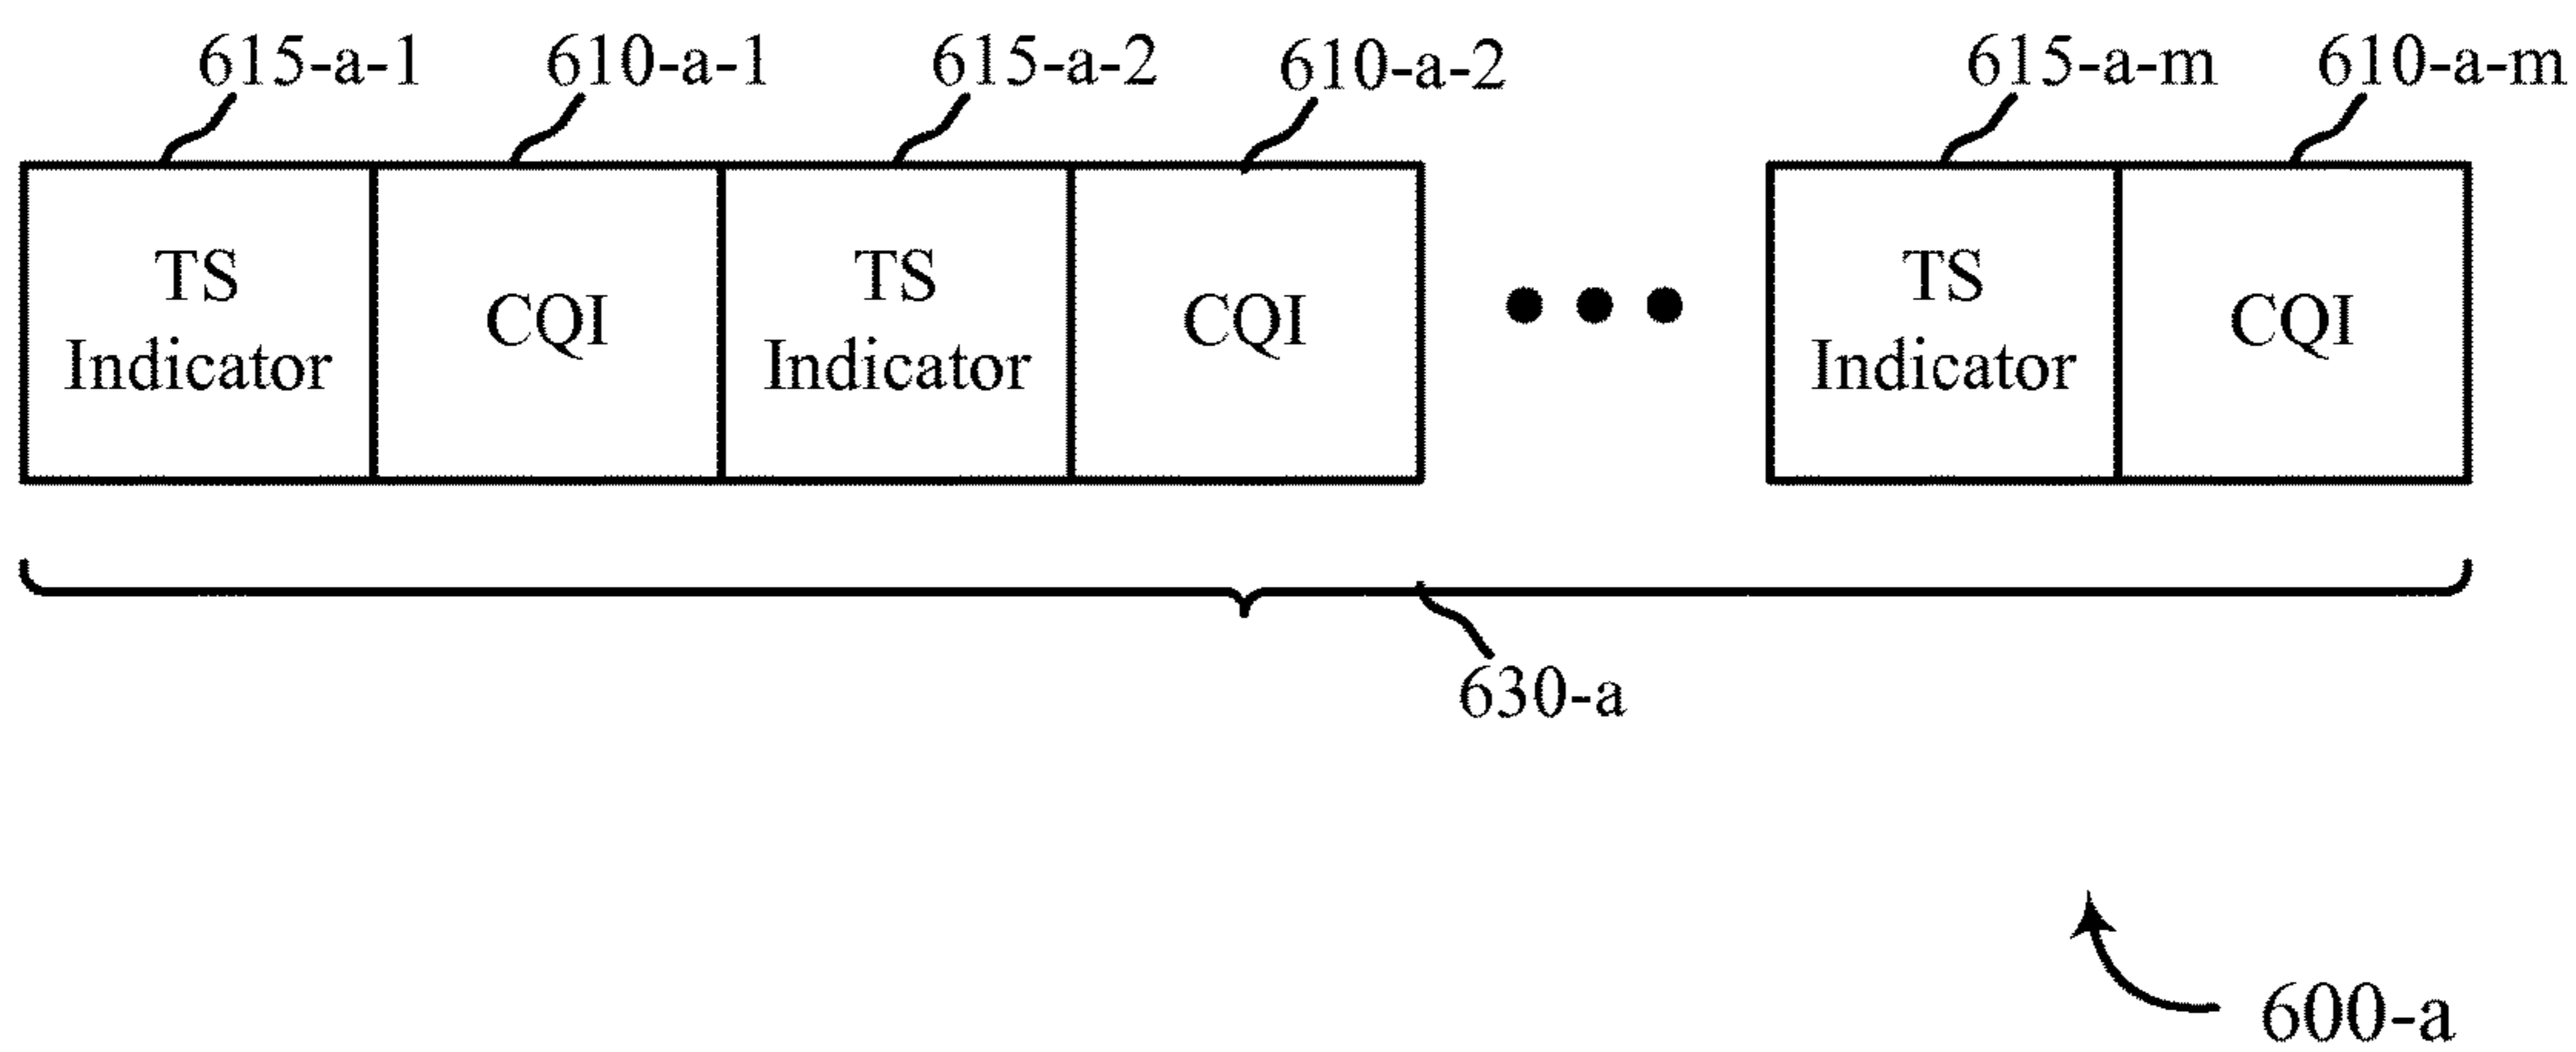 615-a-1 610-a-1 615-a-2 610-a-2 615-a-m 610-a-m
TS Indicator CQI TS Indicator CQI TS Indicator CQI
630-a
600-a